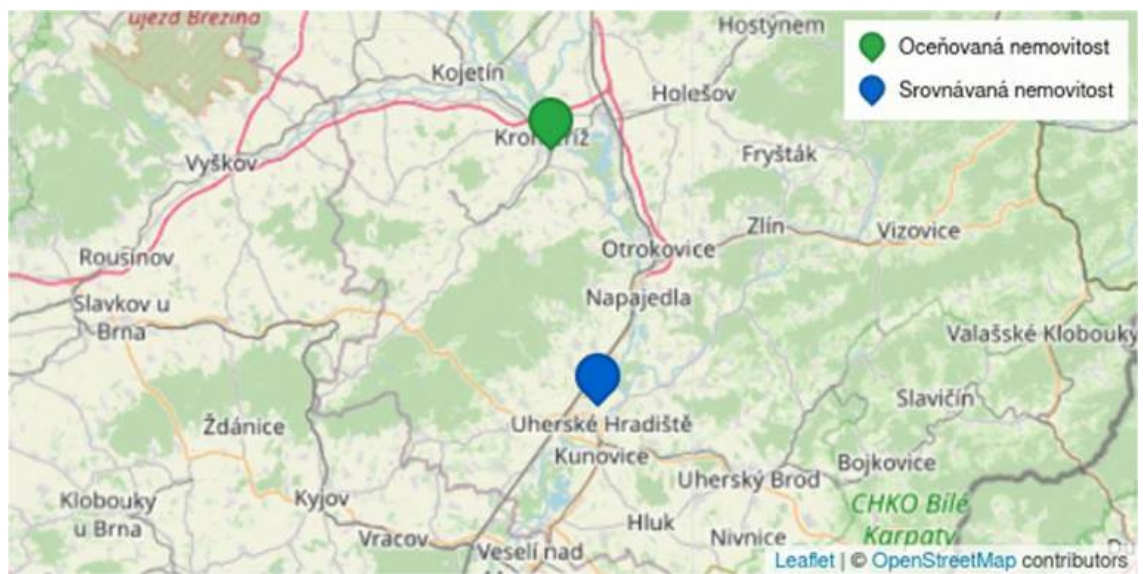 újezd Březina
Hostýnem
Oceňovaná nemovitost
Srovnávaná nemovitost
Kojetín
Holešov
Vyškov
Fryšták
Zlín
Vizovice
Otrokovice
Roušínov
Napajedla
Slavkov u
Brna
Valašské Klobouky
Slavičín
Ždánice
Uherské Hradiště
Kunovice
Bojkovice
Uherský Brod
Klobouky
u Brna
Kyjov
CHKO Bílé
Karpaty
Hluk
Nivnice
Vracov
Veselí nad
Leaflet | © OpenStreetMap contributors